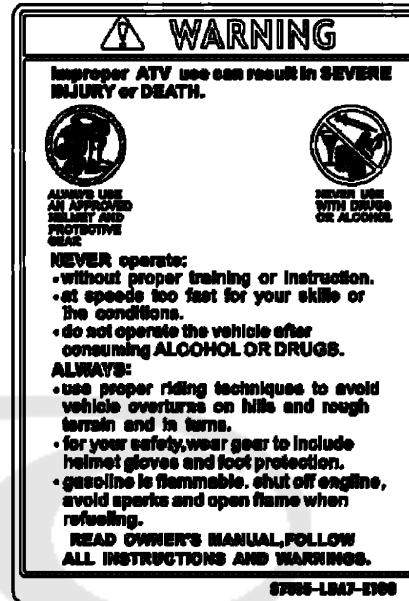 WARNING
Improper ATV use can result in SEVERE
INJURY or DEATH.
ALWAYS USE
AN APPROVED
HELMET AND
PROTECTIVE
GEAR
NEVER USE
WITH DRUGS
OR ALCOHOL
NEVER operate:
•without proper training or instruction.
•at speeds too fast for your skills or
the conditions.
•do not operate the vehicle after
consuming ALCOHOL OR DRUGS.
ALWAYS:
•use proper riding techniques to avoid
vehicle overturns on hills and rough
terrain and in turns.
•for your safety,wear gear to include
helmet gloves and foot protection.
•gasoline is flammable. shut off engline,
avoid sparks and open flame when
refueling.
READ OWNER'S MANUAL,FOLLOW
ALL INSTRUCTIONS AND WARNINGS.